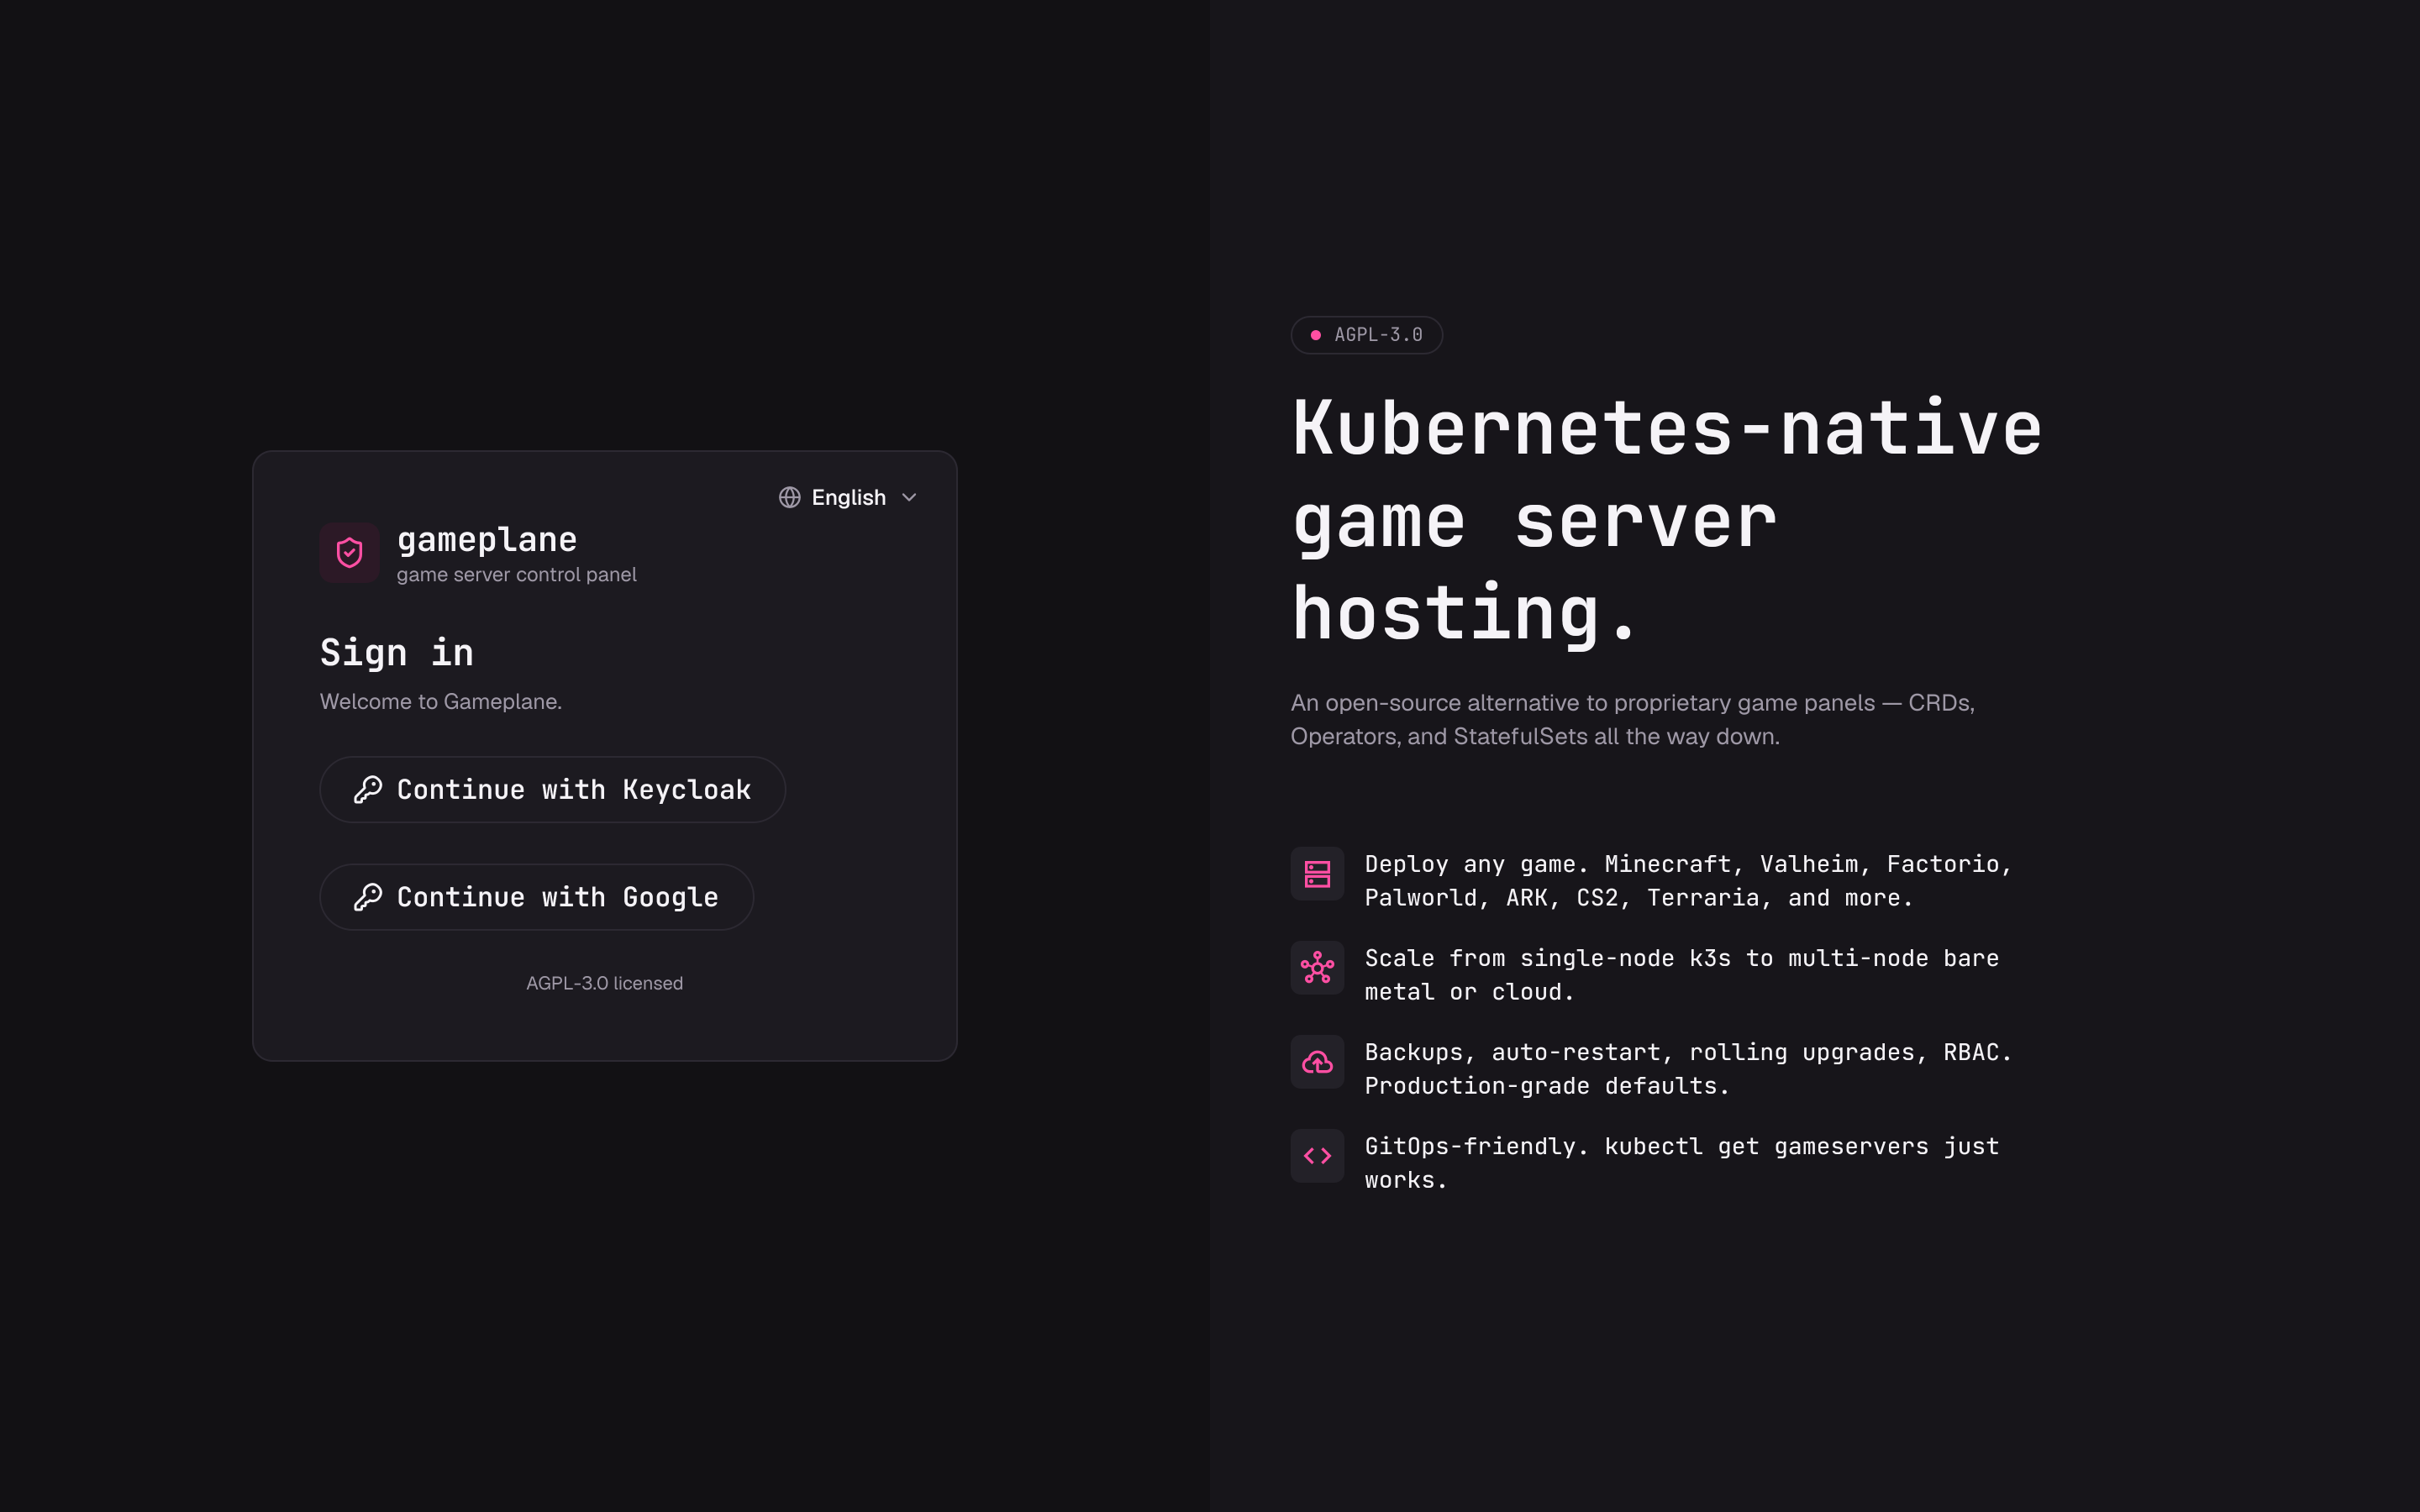 English
gameplane
game server control panel
Sign in
Welcome to Gameplane.
Continue with Keycloak
Continue with Google
AGPL-3.0 licensed
AGPL-3.0
Kubernetes-native
game server
hosting.
An open-source alternative to proprietary game panels — CRDs,
Operators, and StatefulSets all the way down.
Deploy any game. Minecraft, Valheim, Factorio,
Palworld, ARK, CS2, Terraria, and more.
Scale from single-node k3s to multi-node bare
metal or cloud.
Backups, auto-restart, rolling upgrades, RBAC.
Production-grade defaults.
GitOps-friendly. kubectl get gameservers just
works.